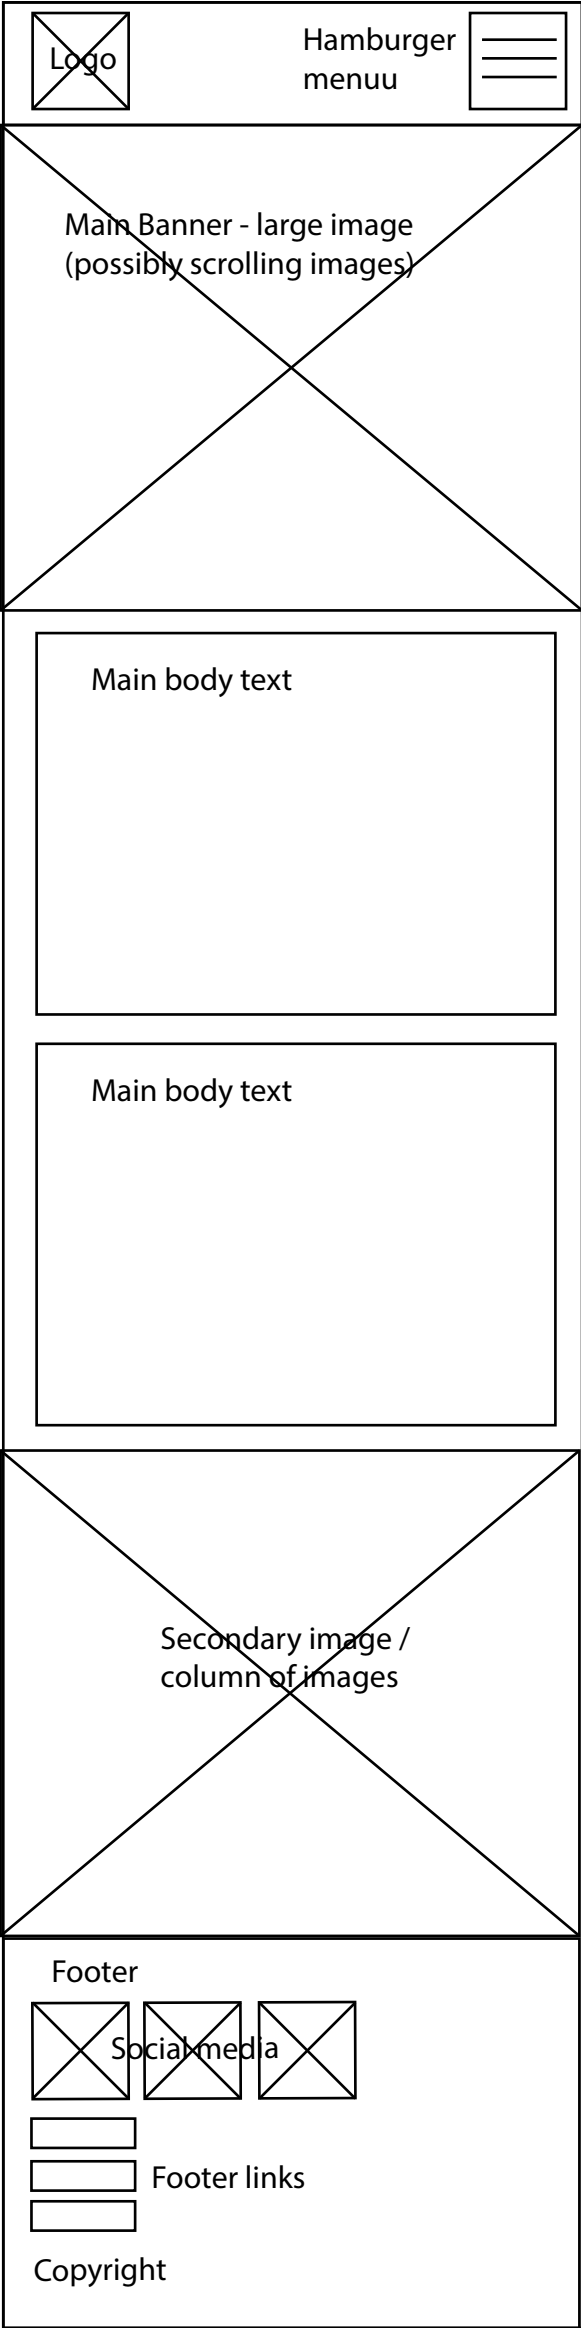 Logo
Hamburger
menuu
Main Banner - large image
(possibly scrolling images)
Main body text
Main body text
Secondary image /
column of images
Footer
Social media
Footer links
Copyright